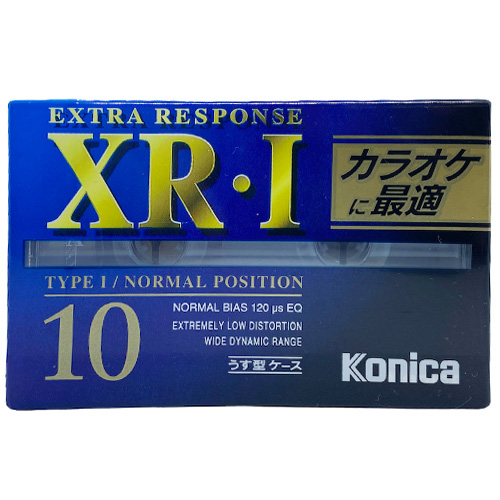 EXTRA RESPONSE
XR·I
カラオケ
に最適
TYPE I / NORMAL POSITION
10
NORMAL BIAS 120 μs EQ
EXTREMELY LOW DISTORTION
WIDE DYNAMIC RANGE
うす型 ケース
Konica